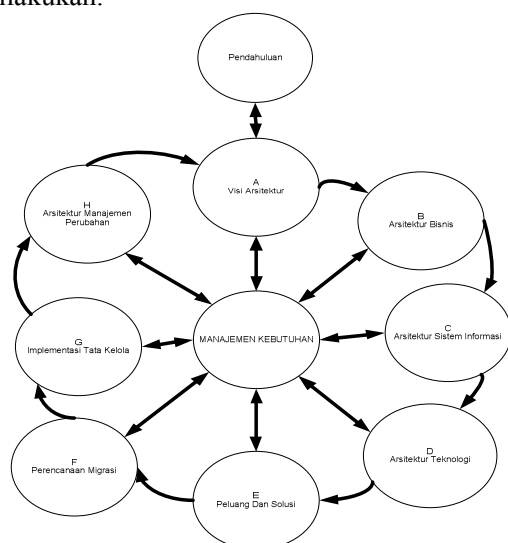 Pendahuluan
A
Visi Arsitektur
H
Arsitektur Manajemen
Perubahan
B
Arsitektur Bisnis
G
Implementasi Tata Kelola
MANAJEMEN KEBUTUHAN
C
Arsitektur Sistem Informasi
F
Perencanaan Migrasi
D
Arsitektur Teknologi
E
Peluang Dan Solusi